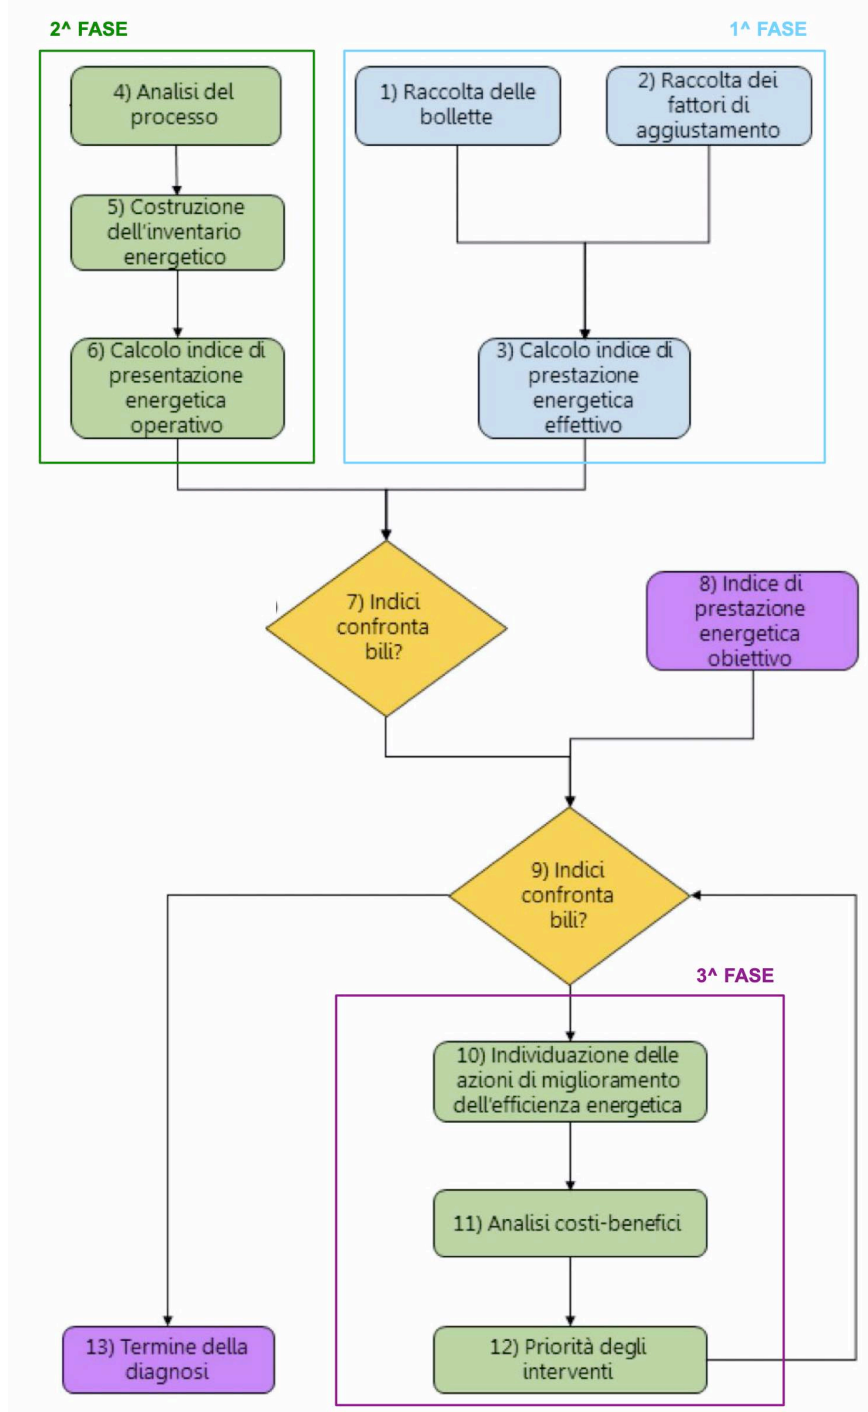 2^ FASE
1^ FASE
4) Analisi del
processo
1) Raccolta delle
bollette
2) Raccolta dei
fattori di
aggiustamento
5) Costruzione
dell'inventario
energetico
6) Calcolo indice di
presentazione
energetica
operativo
3) Calcolo indice di
prestazione
energetica
effettivo
7) Indici
confronta
bili?
8) Indice di
prestazione
energetica
obiettivo
9) Indici
confronta
bili?
3^ FASE
10) Individuazione delle
azioni di miglioramento
dell'efficienza energetica
11) Analisi costi-benefici
12) Priorità degli
interventi
13) Termine della
diagnosi